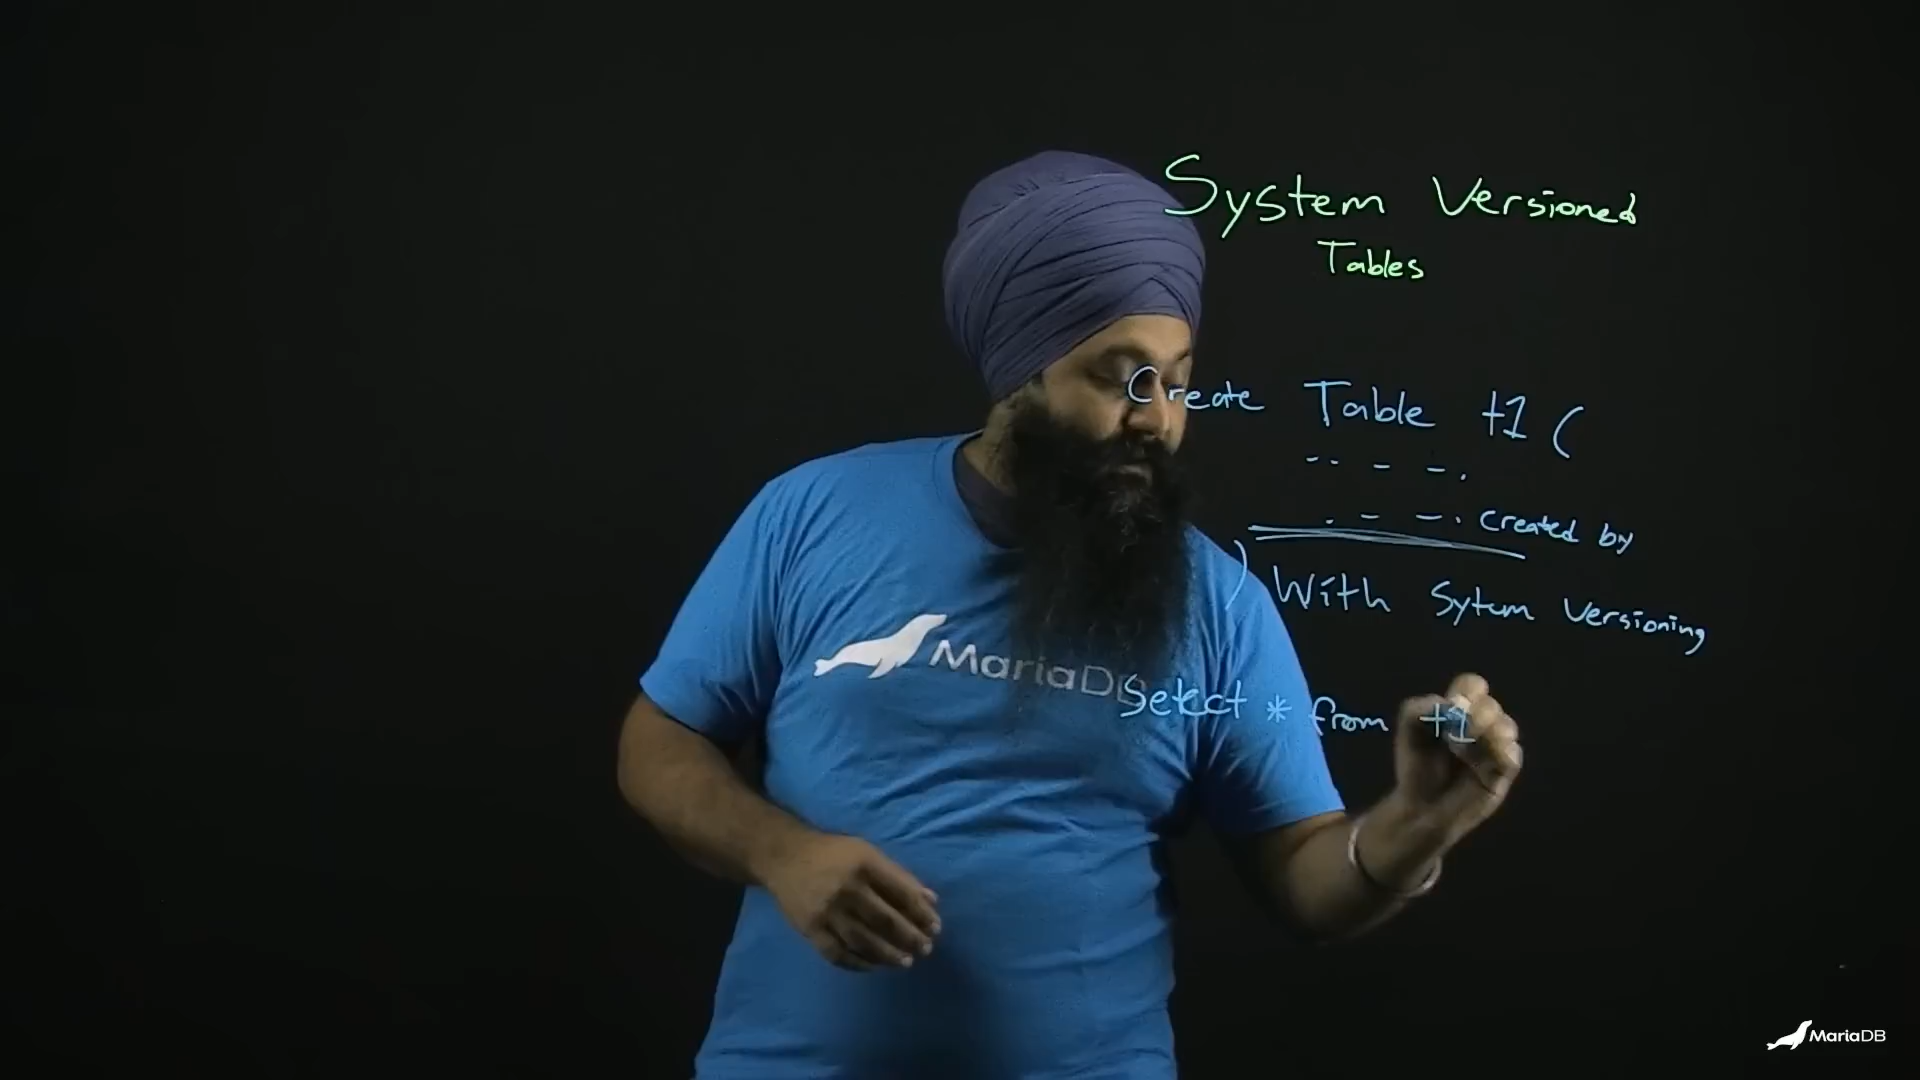 System Versioned
Tables
Create Table t1 (
-- - -.
. - -. created by
) With Sytem Versioning
Select * from t1
MariaDB
MariaDB